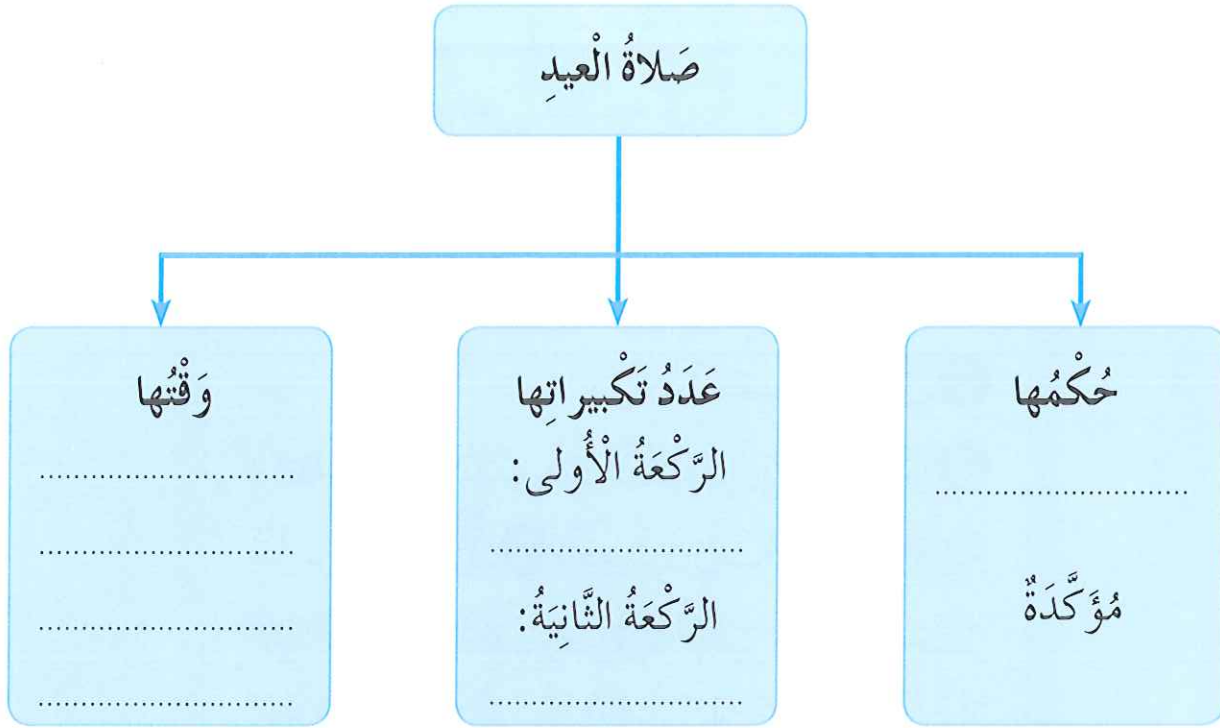 صَلاةُ الْعيدِ
حُكْمُها
............................
مُؤَكَّدَةٌ
عَدَدُ تَكْبيراتِها
الرَّكْعَةُ الْأُولى:
............................
الرَّكْعَةُ الثَّانِيَةُ:
............................
وَقْتُها
............................
............................
............................
............................